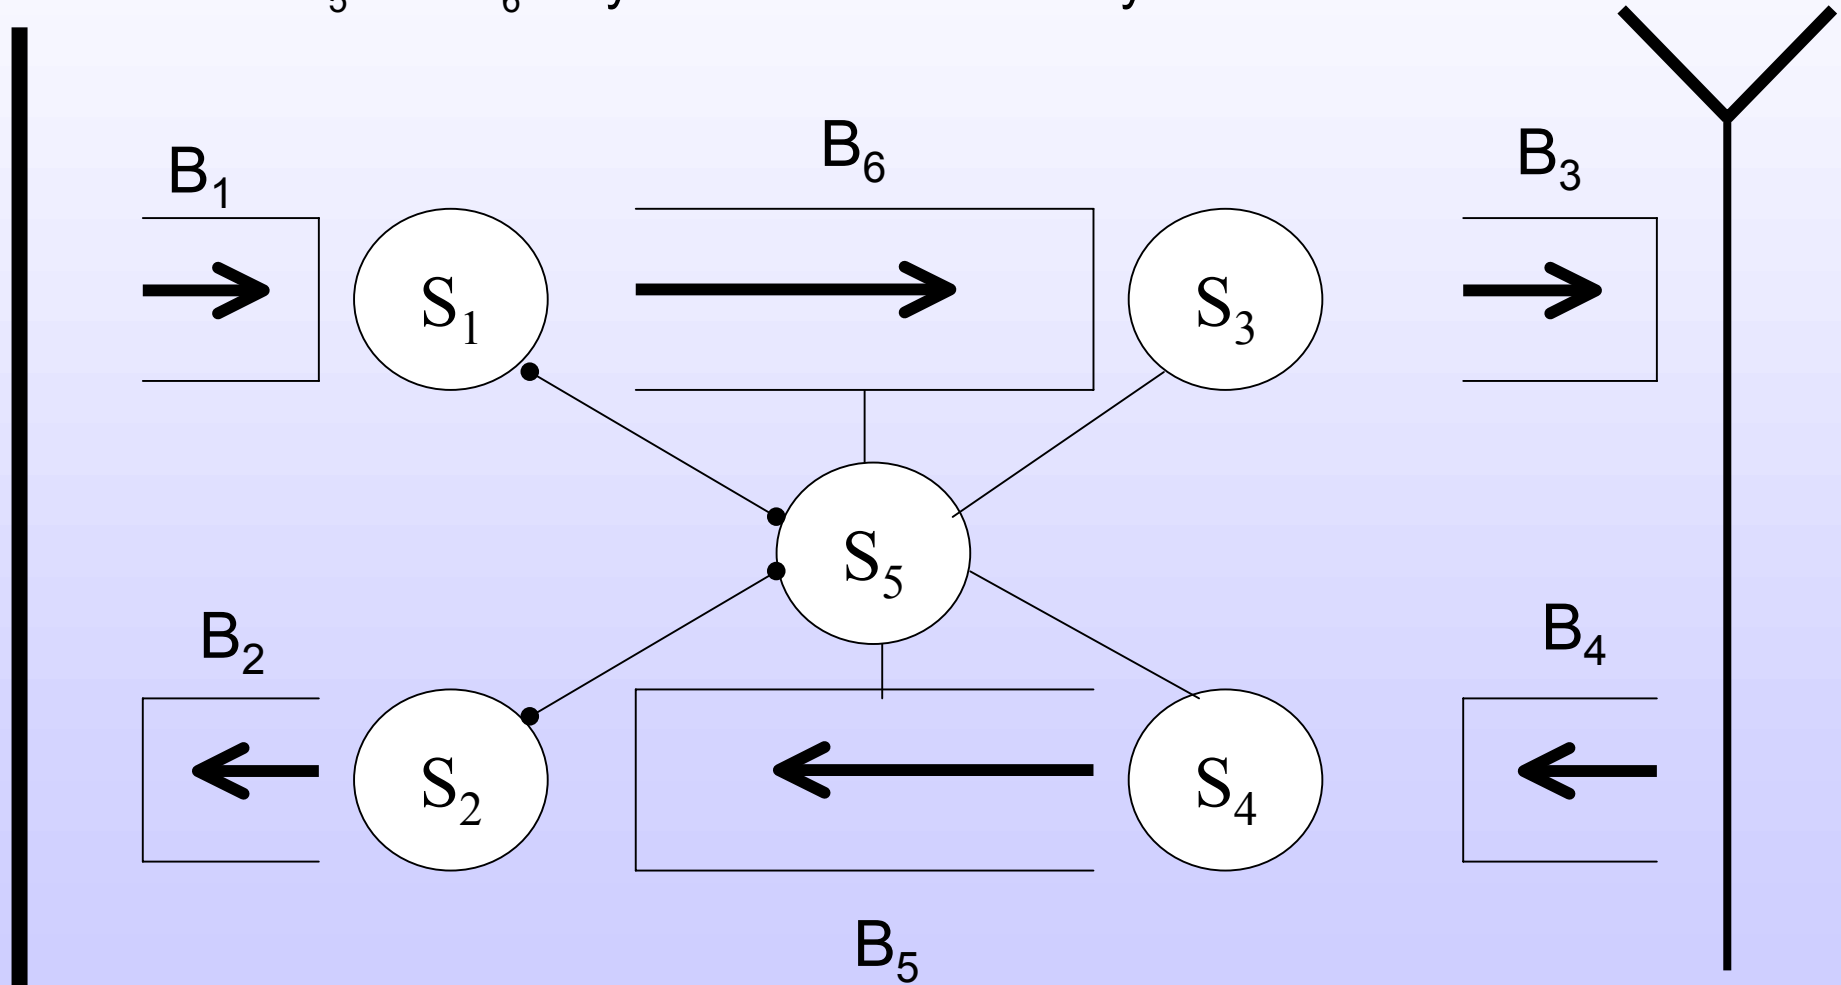 B₁ B₆ B₃
S₁ S₃
S₅
B₂ B₄
S₂ S₄
B₅